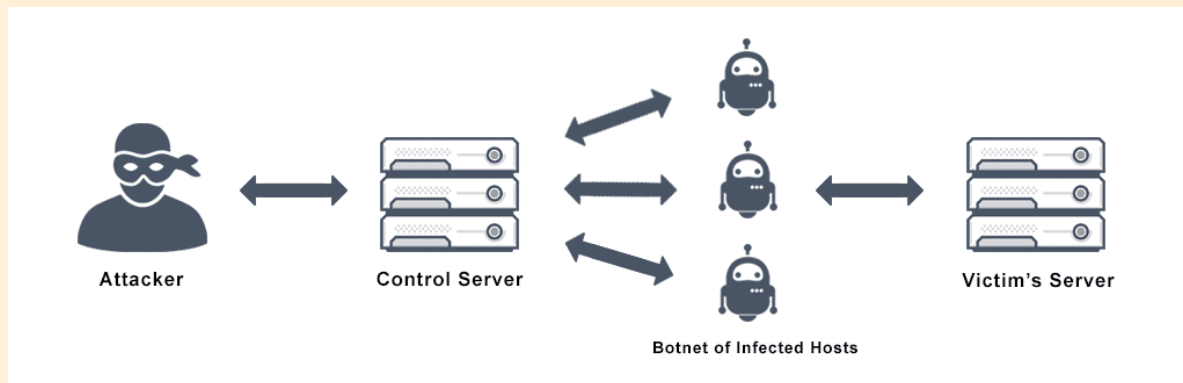 Attacker
Control Server
Victim's Server
Botnet of Infected Hosts